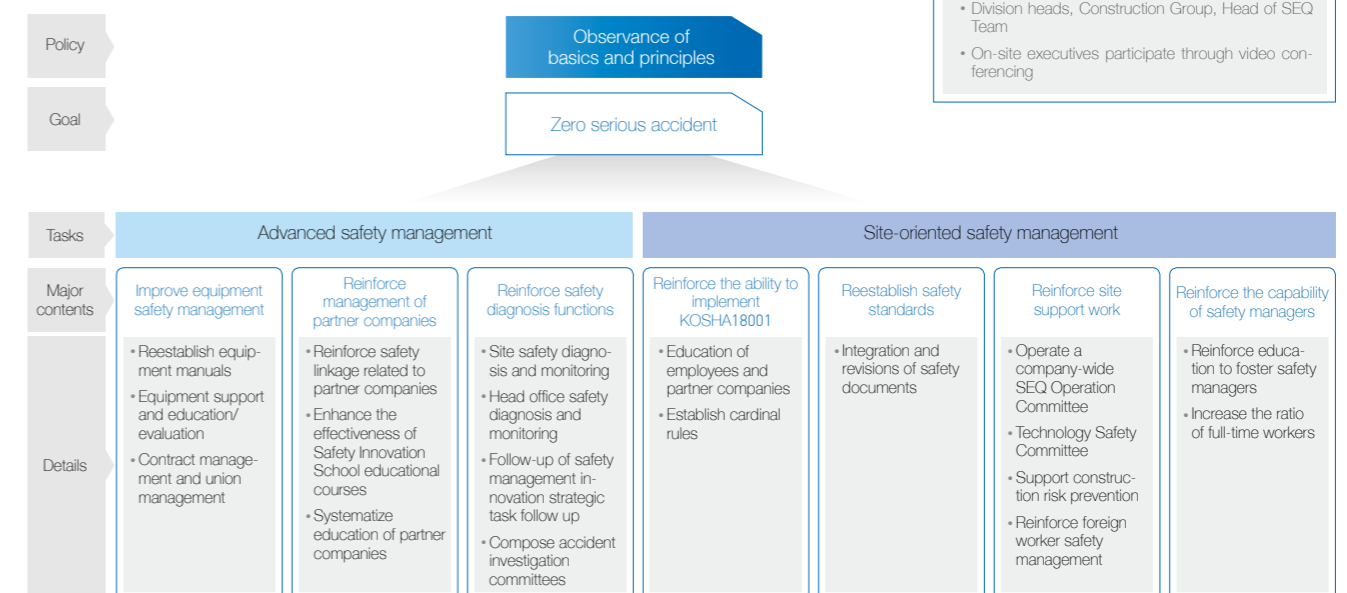 • Division heads, Construction Group, Head of SEQ
Team
• On-site executives participate through video con-
ferencing
Policy
Observance of
basics and principles
Goal
Zero serious accident
Tasks
Advanced safety management
Site-oriented safety management
Major
contents
Improve equipment
safety management
Reinforce
management of
partner companies
Reinforce safety
diagnosis functions
Reinforce the ability to
implement
KOSHA18001
Reestablish safety
standards
Reinforce site
support work
Reinforce the capability
of safety managers
Details
• Reestablish equip-
ment manuals
• Equipment support
and education/
evaluation
• Contract manage-
ment and union
management
• Reinforce safety
linkage related to
partner companies
• Enhance the
effectiveness of
Safety Innovation
School educational
courses
• Systematize
education of partner
companies
• Site safety diagno-
sis and monitoring
• Head office safety
diagnosis and
monitoring
• Follow-up of safety
management in-
novation strategic
task follow up
• Compose accident
investigation
committees
• Education of
employees and
partner companies
• Establish cardinal
rules
• Integration and
revisions of safety
documents
• Operate a
company-wide
SEQ Operation
Committee
• Technology Safety
Committee
• Support construc-
tion risk prevention
• Reinforce foreign
worker safety
management
• Reinforce educa-
tion to foster safety
managers
• Increase the ratio
of full-time workers